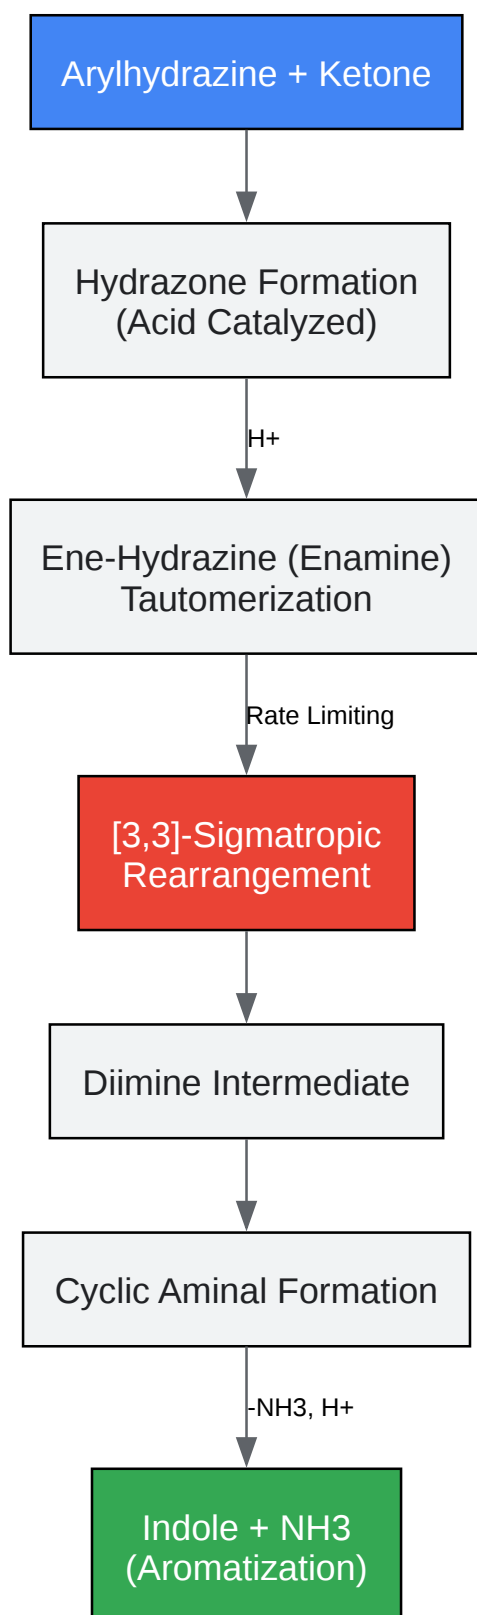 Arylhydrazine + Ketone
Hydrazone Formation
(Acid Catalyzed)
H+
Ene-Hydrazine (Enamine)
Tautomerization
Rate Limiting
[3,3]-Sigmatropic
Rearrangement
Diimine Intermediate
Cyclic Aminal Formation
-NH3, H+
Indole + NH3
(Aromatization)